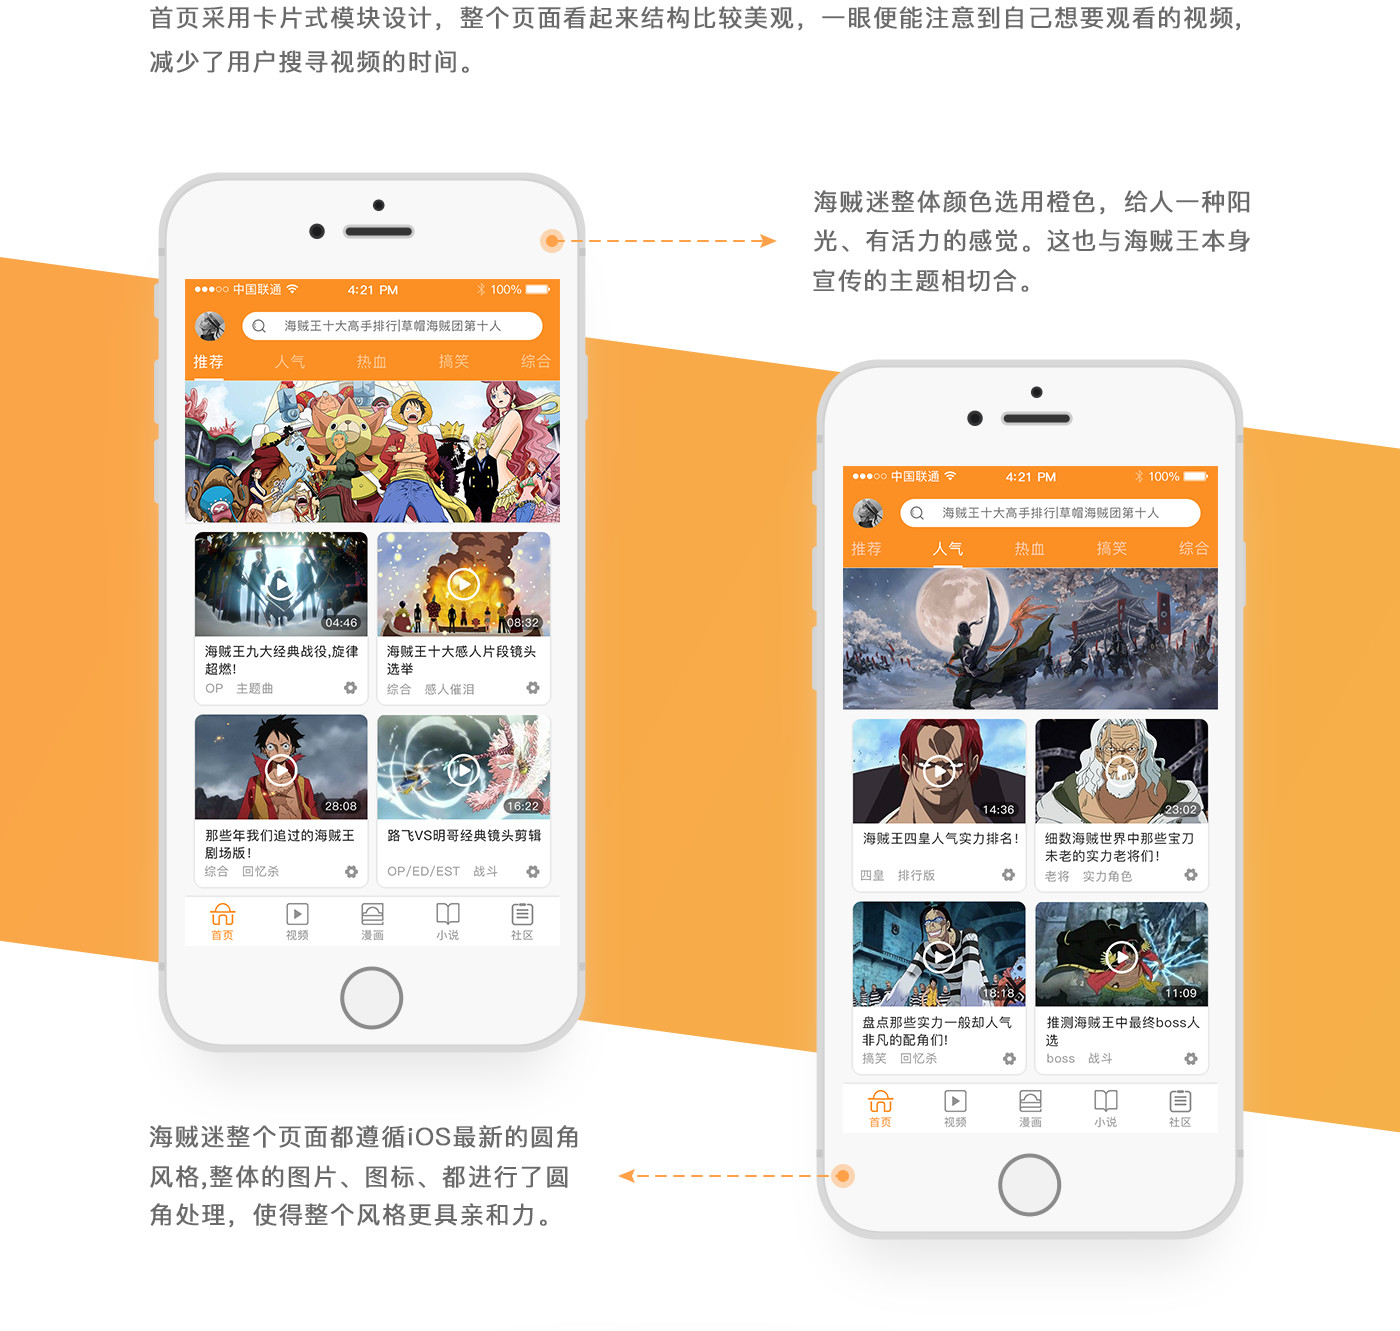 首页采用卡片式模块设计，整个页面看起来结构比较美观，一眼便能注意到自己想要观看的视频，
减少了用户搜寻视频的时间。
海贼迷整体颜色选用橙色，给人一种阳
光、有活力的感觉。这也与海贼王本身
宣传的主题相切合。
中国联通 4:21 PM 100%
海贼王十大高手排行|草帽海贼团第十人
推荐 人气 热血 搞笑 综合
04:46 08:32
海贼王九大经典战役,旋律
超燃!
OP 主题曲
海贼王十大感人片段镜头
选举
综合 感人催泪
28:08 16:22
那些年我们追过的海贼王
剧场版!
综合 回忆杀
路飞VS明哥经典镜头剪辑
OP/ED/EST 战斗
首页 视频 漫画 小说 社区
中国联通 4:21 PM 100%
海贼王十大高手排行|草帽海贼团第十人
推荐 人气 热血 搞笑 综合
14:36 23:02
海贼王四皇人气实力排名!
四皇 排行版
细数海贼世界中那些宝刀
未老的实力老将们!
老将 实力角色
18:18 11:09
盘点那些实力一般却人气
非凡的配角们!
搞笑 回忆杀
推测海贼王中最终boss人
选
boss 战斗
首页 视频 漫画 小说 社区
海贼迷整个页面都遵循iOS最新的圆角
风格,整体的图片、图标、都进行了圆
角处理，使得整个风格更具亲和力。